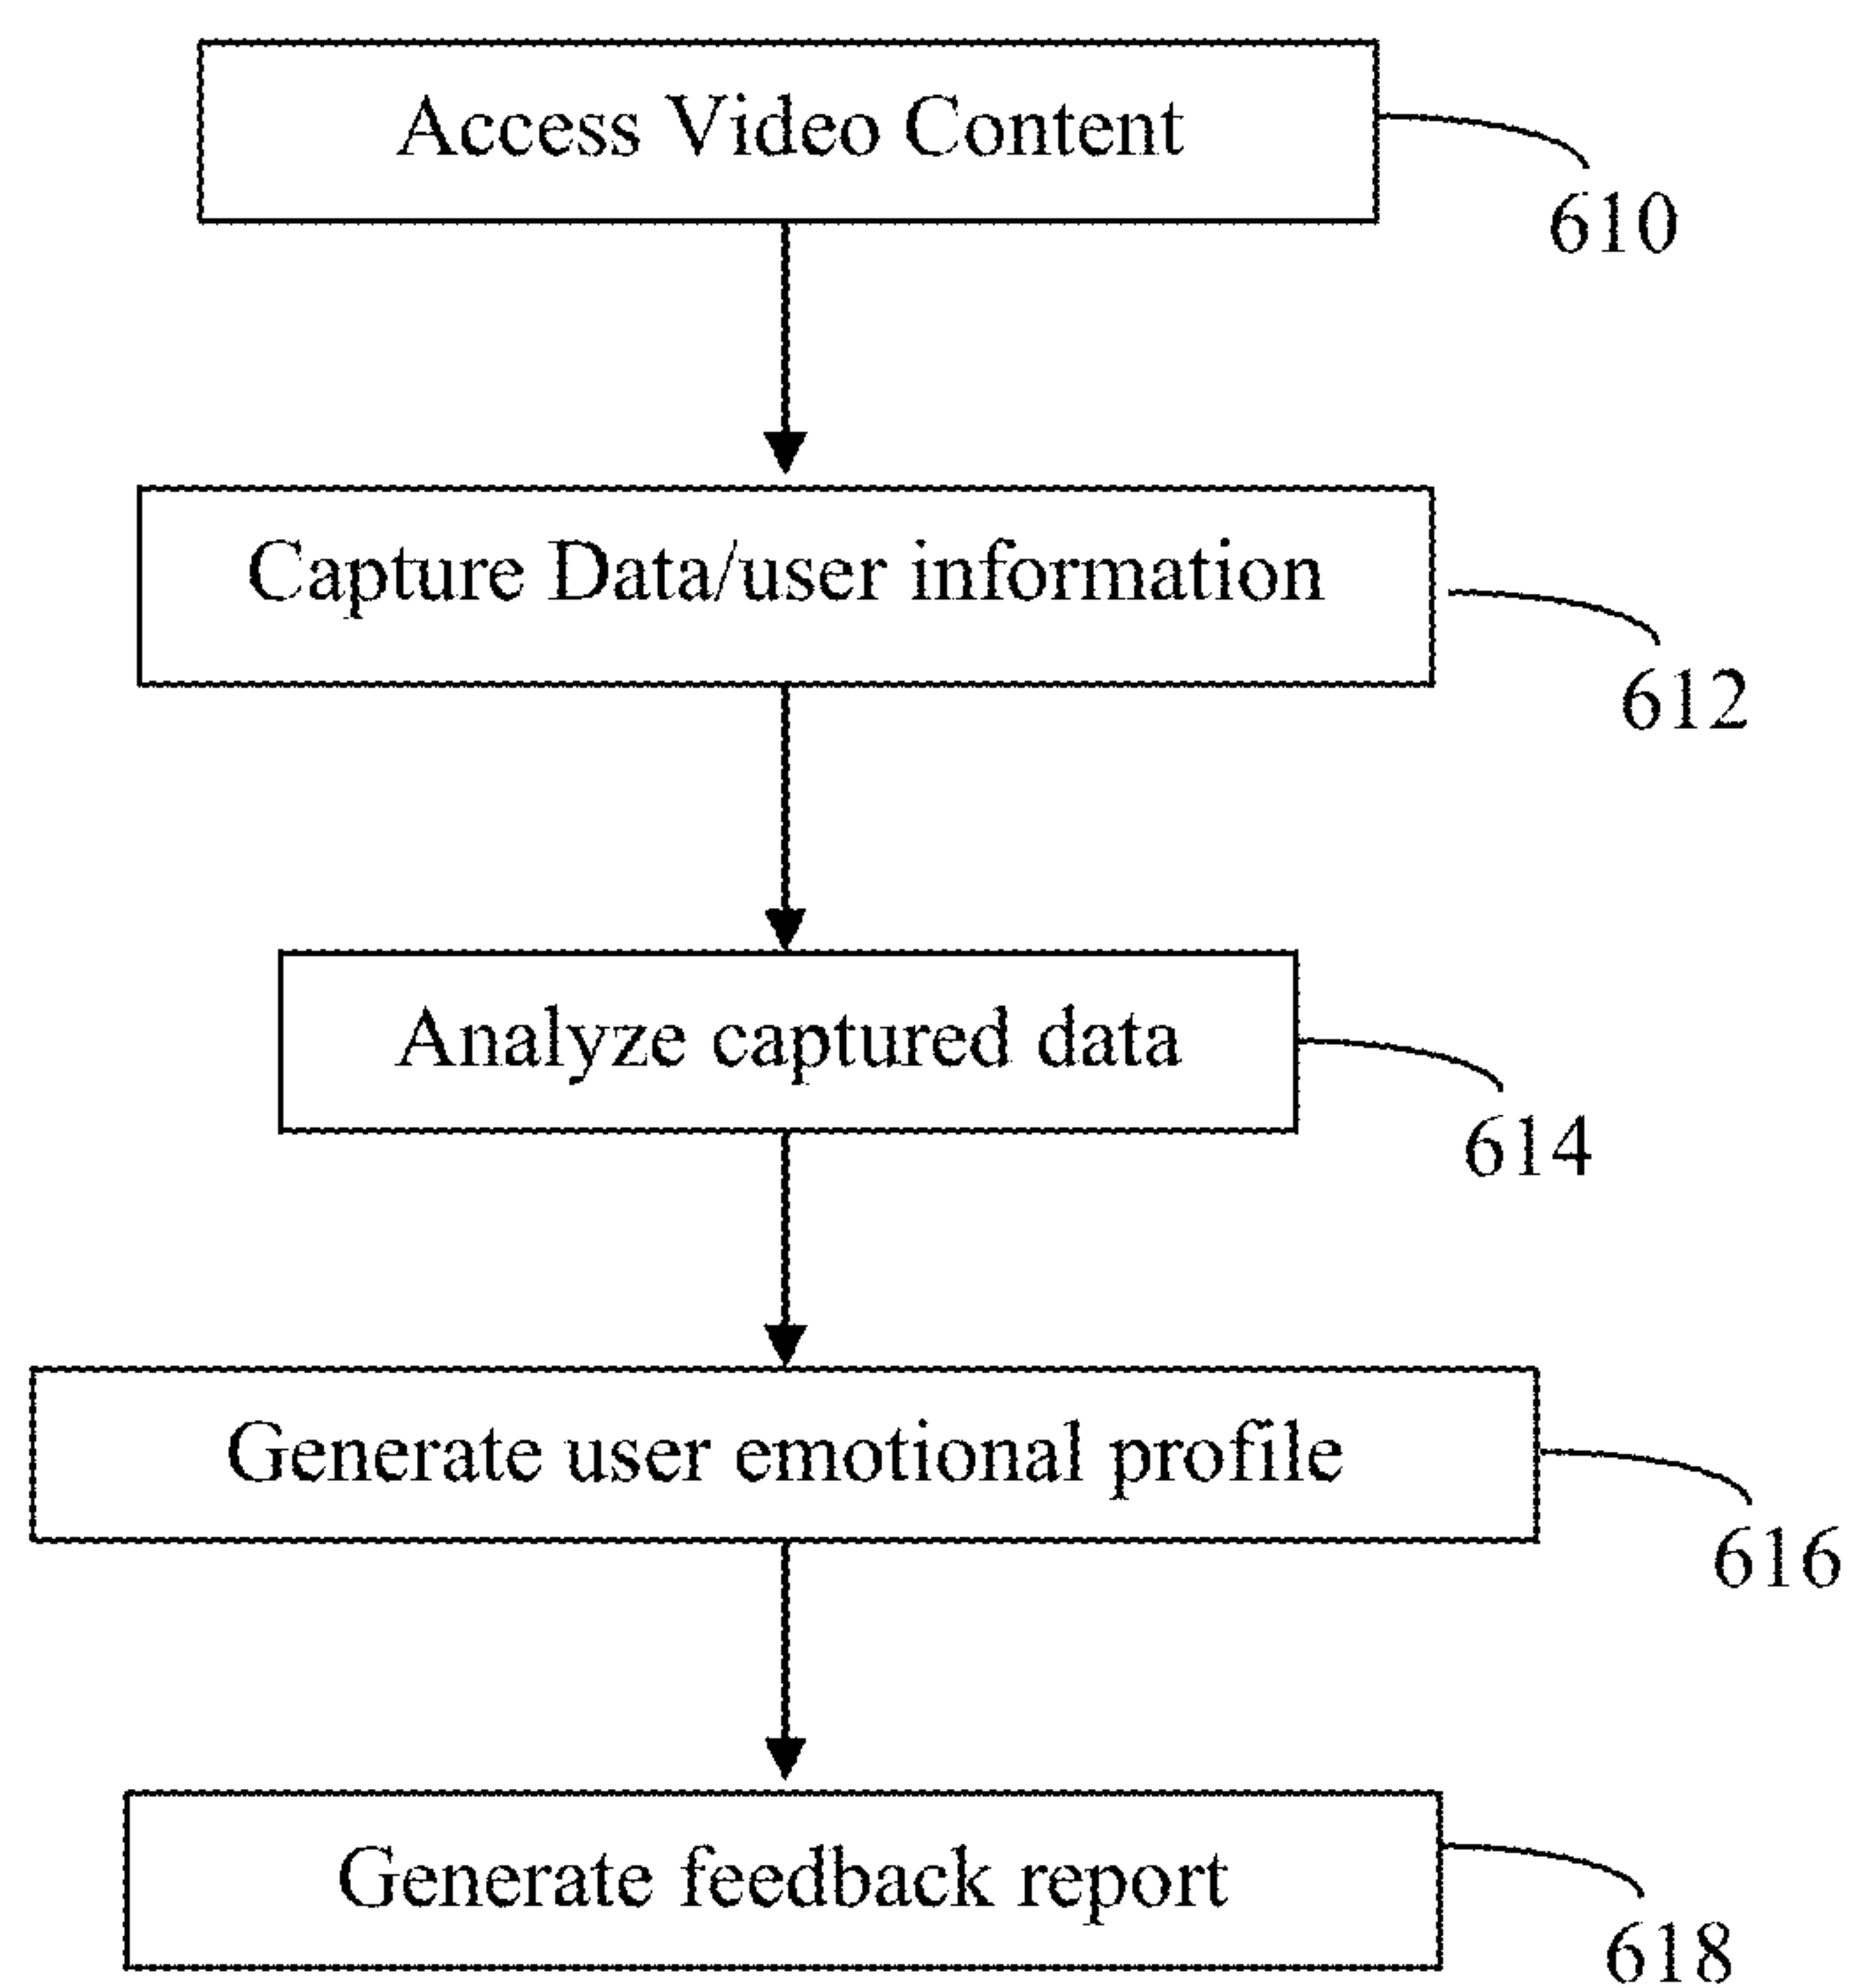 Access Video Content
610
Capture Data/user information
612
Analyze captured data
614
Generate user emotional profile
616
Generate feedback report
618